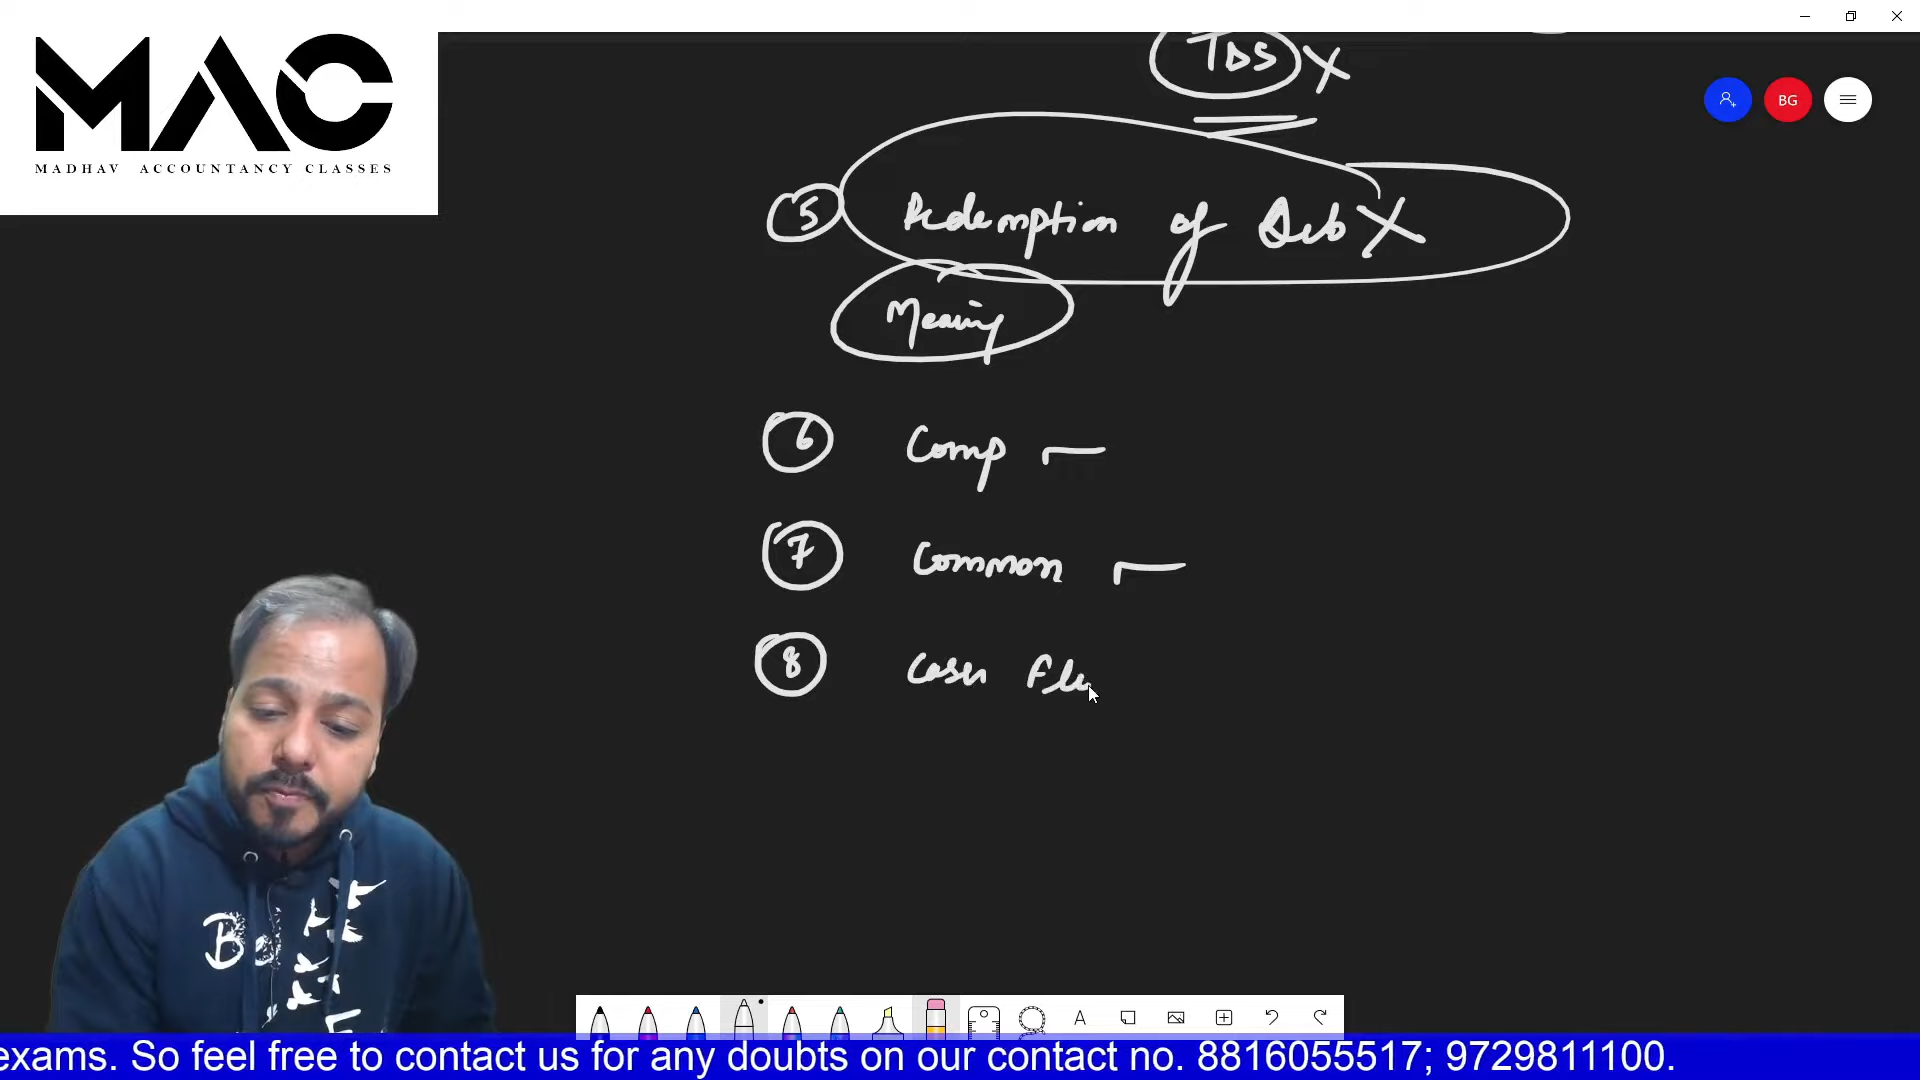 MAC
MADHAV ACCOUNTANCY CLASSES
TDS X
BG
5 Redemption of Deb X
Meaning
6 Comp
7 Common
8 Cash Flo
Be
A
exams. So feel free to contact us for any doubts on our contact no. 8816055517; 9729811100.